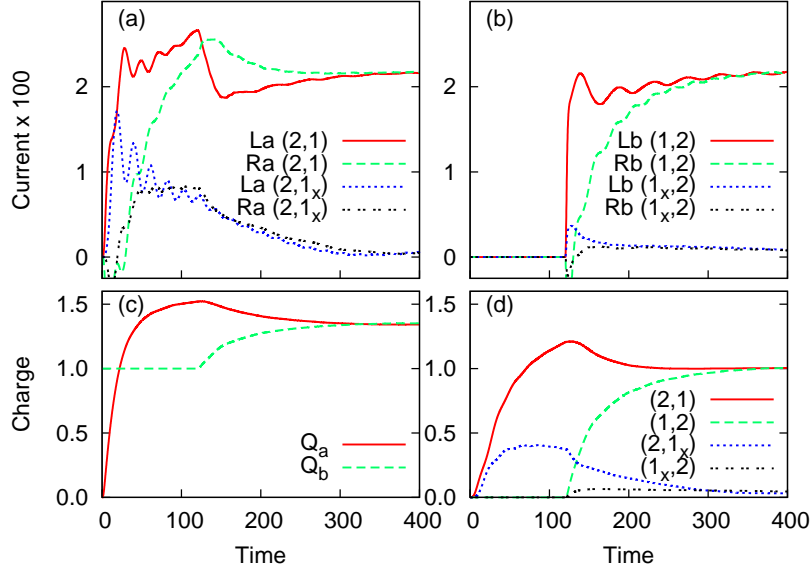 (a)
(b)
Current x 100
2
1
0
La (2,1)
Ra (2,1)
La (2,1x)
Ra (2,1x)
2
1
0
Lb (1,2)
Rb (1,2)
Lb (1x,2)
Rb (1x,2)
(c)
(d)
Charge
1.5
1.0
0.5
0.0
Qa
Qb
1.5
1.0
0.5
0.0
(2,1)
(1,2)
(2,1x)
(1x,2)
0 100 200 300 400
0 100 200 300 400
Time
Time